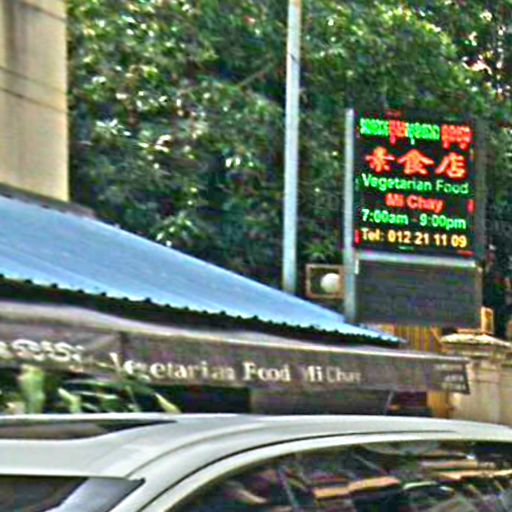 素食店
Vegetarian Food
Mi Chay
7:00am - 9:00pm
Tel: 012 21 11 09
Vegetarian Food Mi Chay